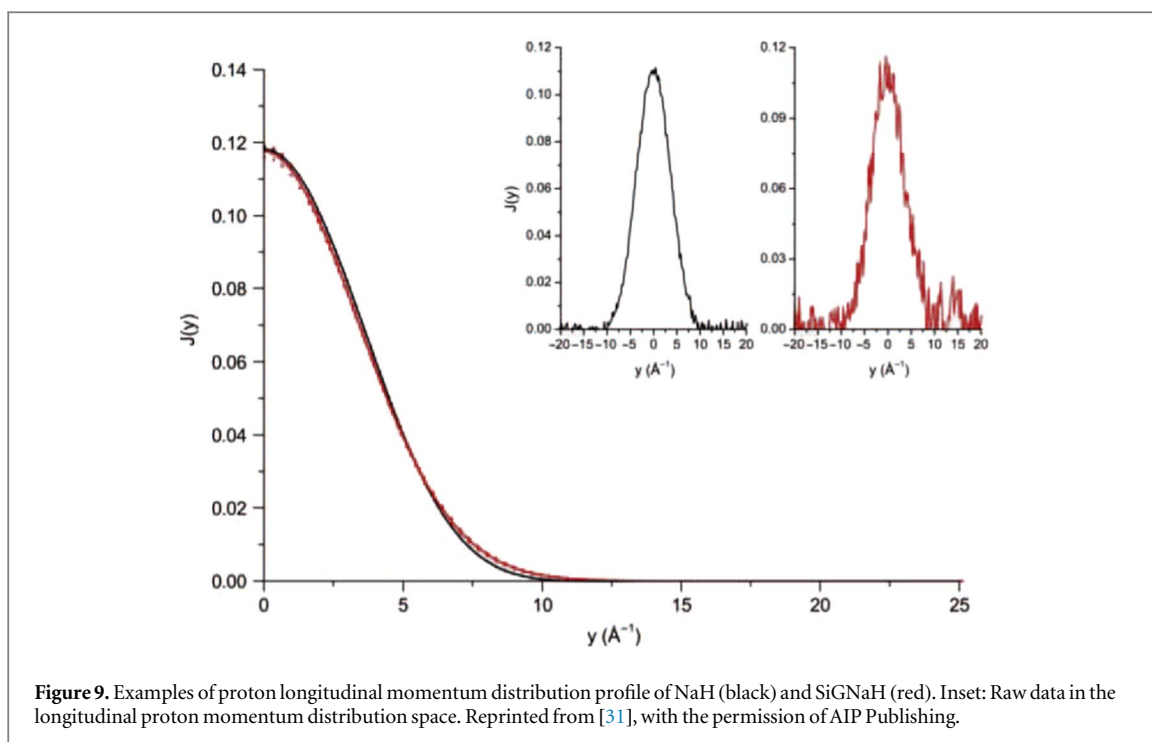 0.14
0.12
0.10
0.08
0.06
0.04
0.02
0.00
J(y)
0 5 10 15 20 25
y (Å⁻¹)
0.12
0.10
0.08
0.06
0.04
0.02
0.00
J(y)
−20 −15 −10 −5 0 5 10 15 20
y (Å⁻¹)
0.12
0.09
0.06
0.03
0.00
−20 −15 −10 −5 0 5 10 15 20
y (Å⁻¹)
Figure 9. Examples of proton longitudinal momentum distribution profile of NaH (black) and SiGNaH (red). Inset: Raw data in the
longitudinal proton momentum distribution space. Reprinted from [31], with the permission of AIP Publishing.